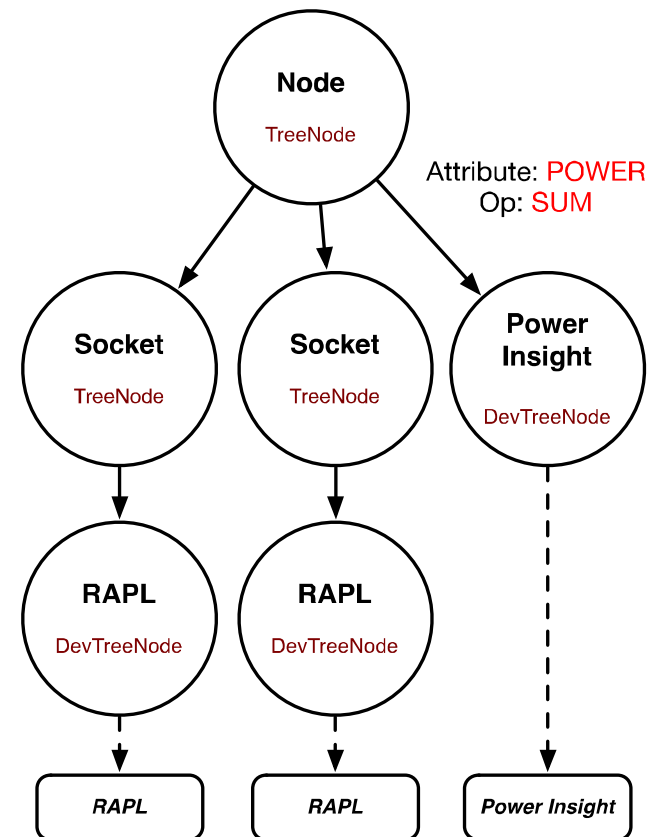 Node
TreeNode
Attribute: POWER
Op: SUM
Socket
TreeNode
Socket
TreeNode
Power
Insight
DevTreeNode
RAPL
DevTreeNode
RAPL
DevTreeNode
RAPL
RAPL
Power Insight